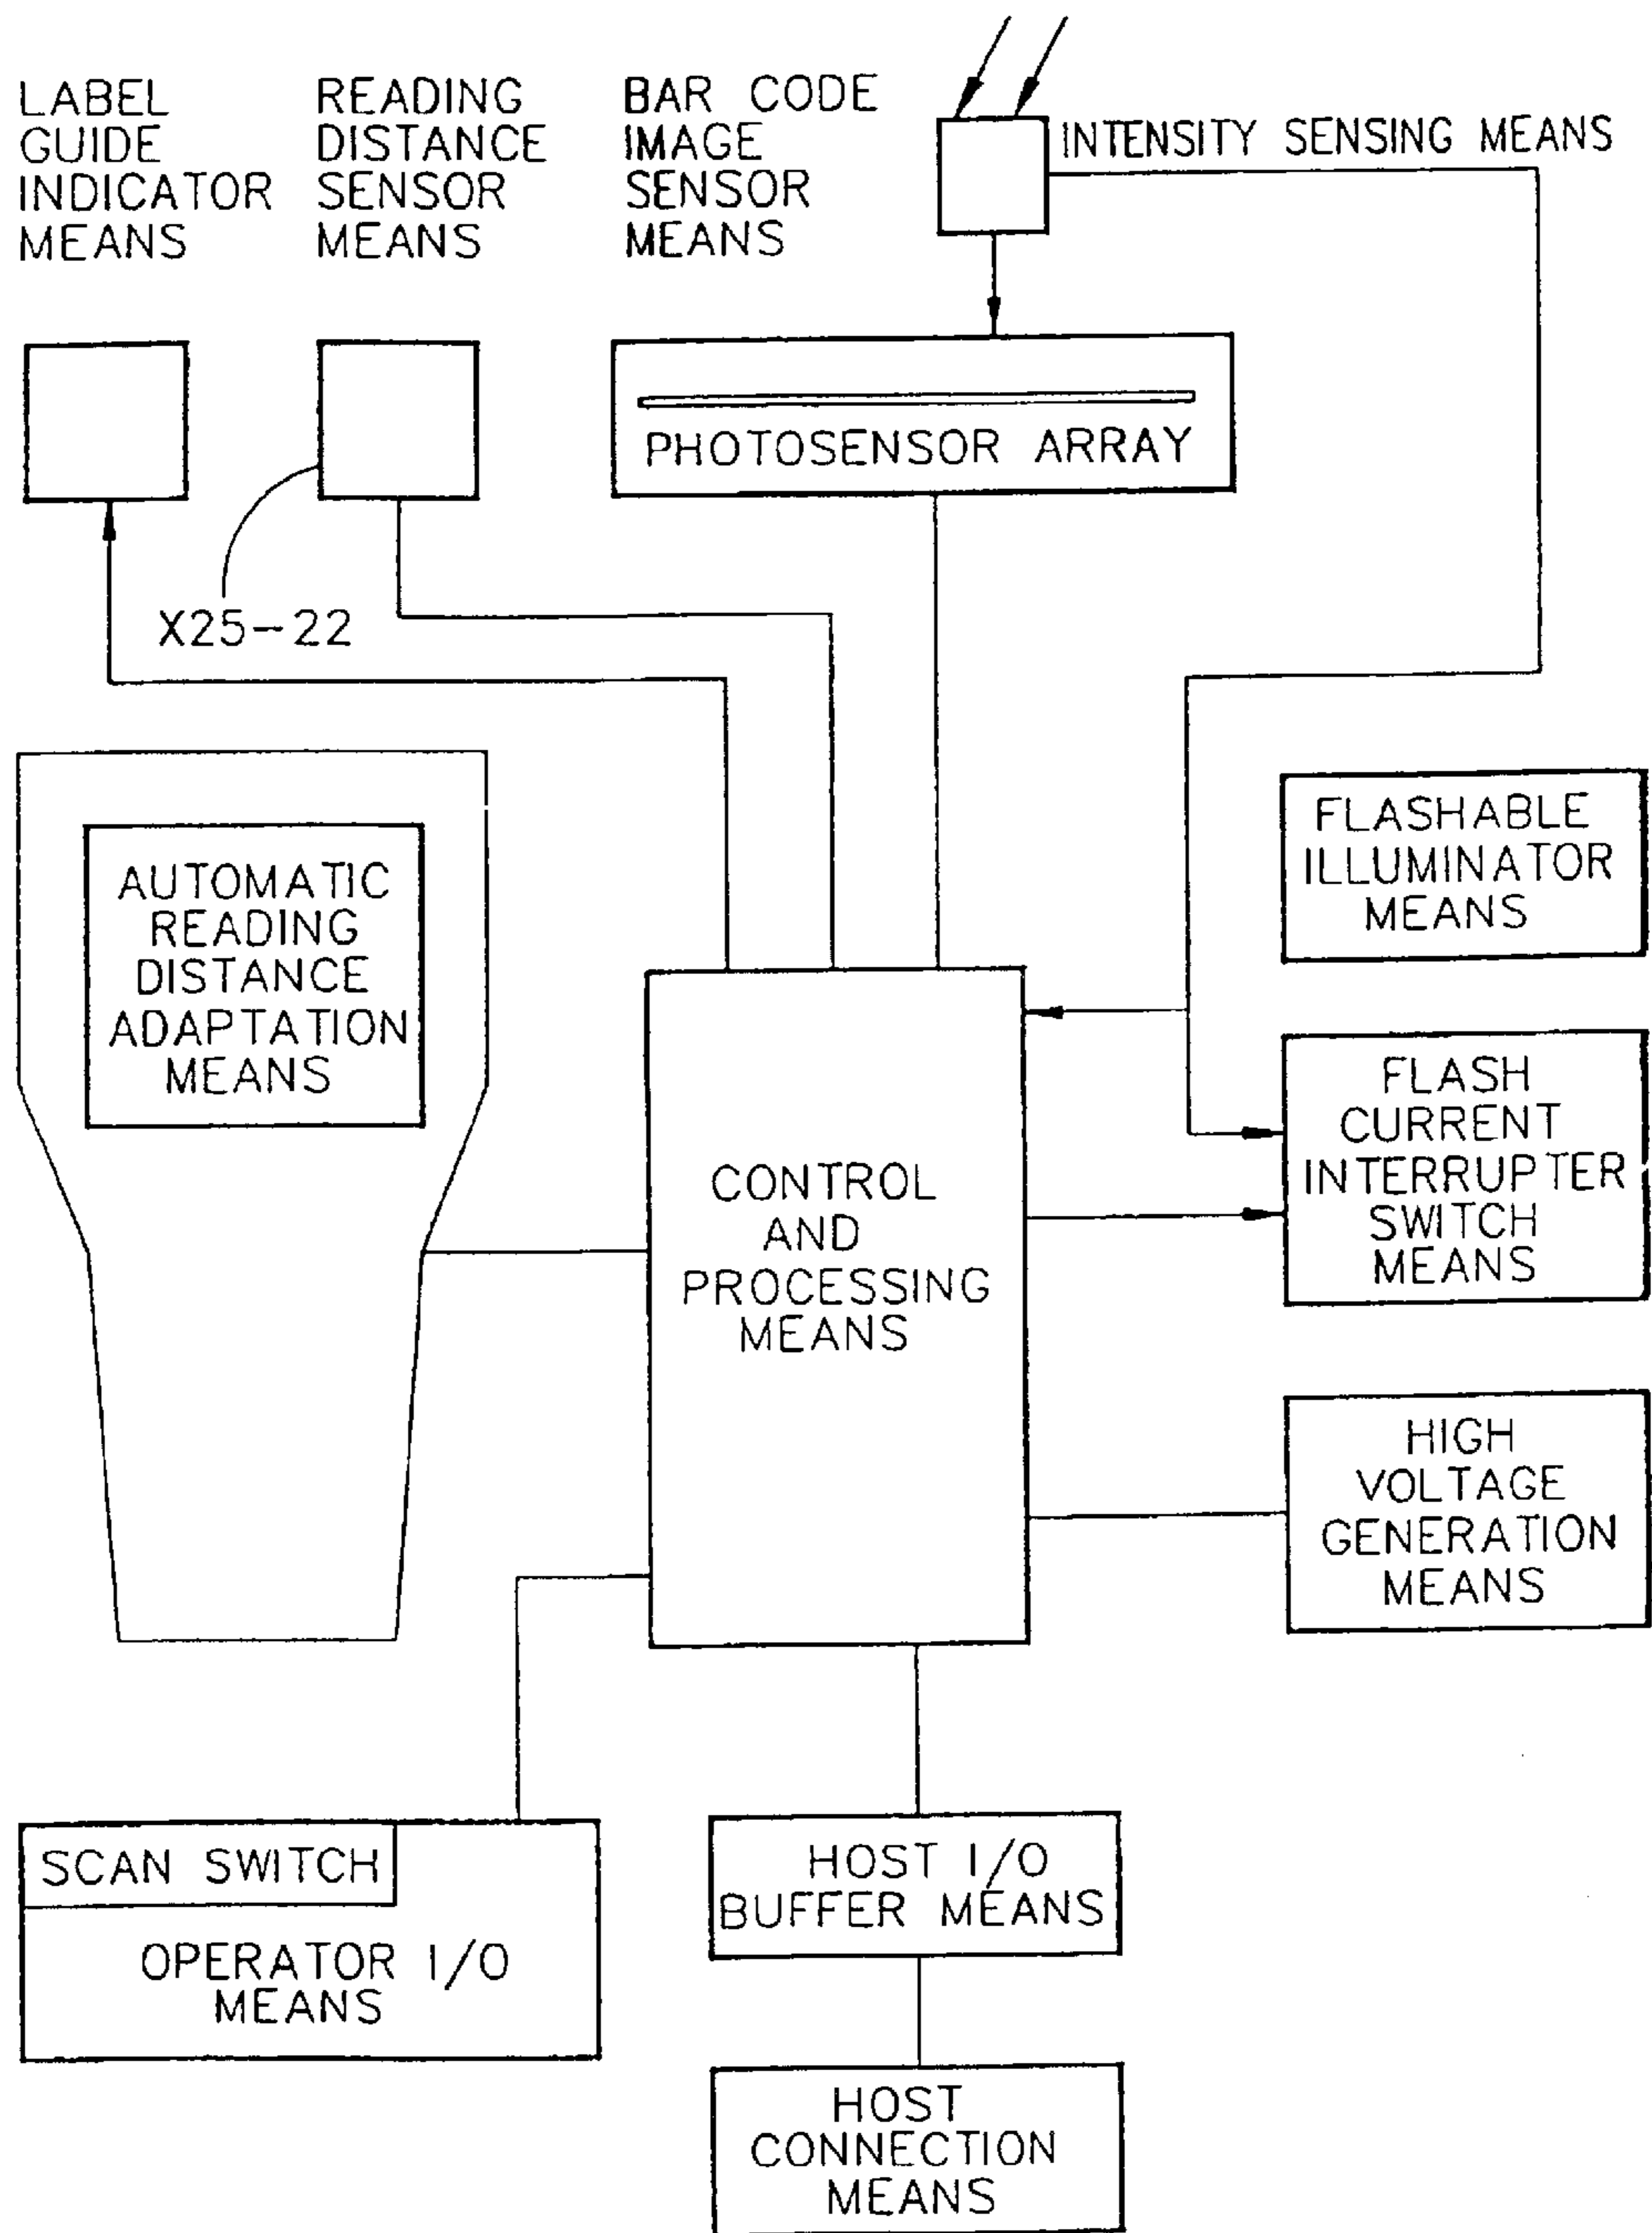 LABEL
GUIDE
INDICATOR
MEANS
READING
DISTANCE
SENSOR
MEANS
BAR CODE
IMAGE
SENSOR
MEANS
INTENSITY SENSING MEANS
PHOTOSENSOR ARRAY
X25-22
AUTOMATIC
READING
DISTANCE
ADAPTATION
MEANS
FLASHABLE
ILLUMINATOR
MEANS
CONTROL
AND
PROCESSING
MEANS
FLASH
CURRENT
INTERRUPTER
SWITCH
MEANS
HIGH
VOLTAGE
GENERATION
MEANS
SCAN SWITCH
OPERATOR I/O
MEANS
HOST I/O
BUFFER MEANS
HOST
CONNECTION
MEANS